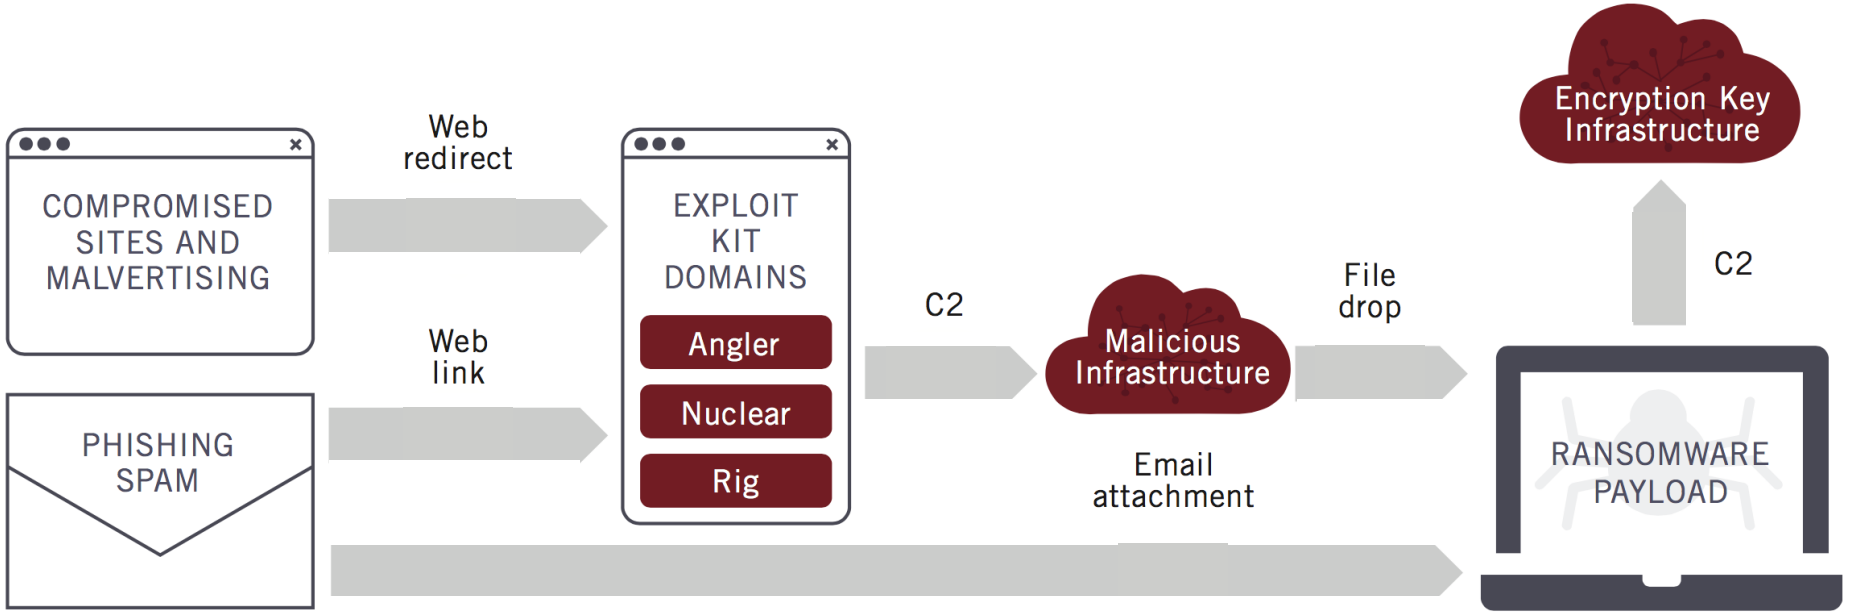 COMPROMISED
SITES AND
MALVERTISING
Web
redirect
PHISHING
SPAM
Web
link
EXPLOIT
KIT
DOMAINS
Angler
Nuclear
Rig
C2
Malicious
Infrastructure
File
drop
Email
attachment
RANSOMWARE
PAYLOAD
C2
Encryption Key
Infrastructure